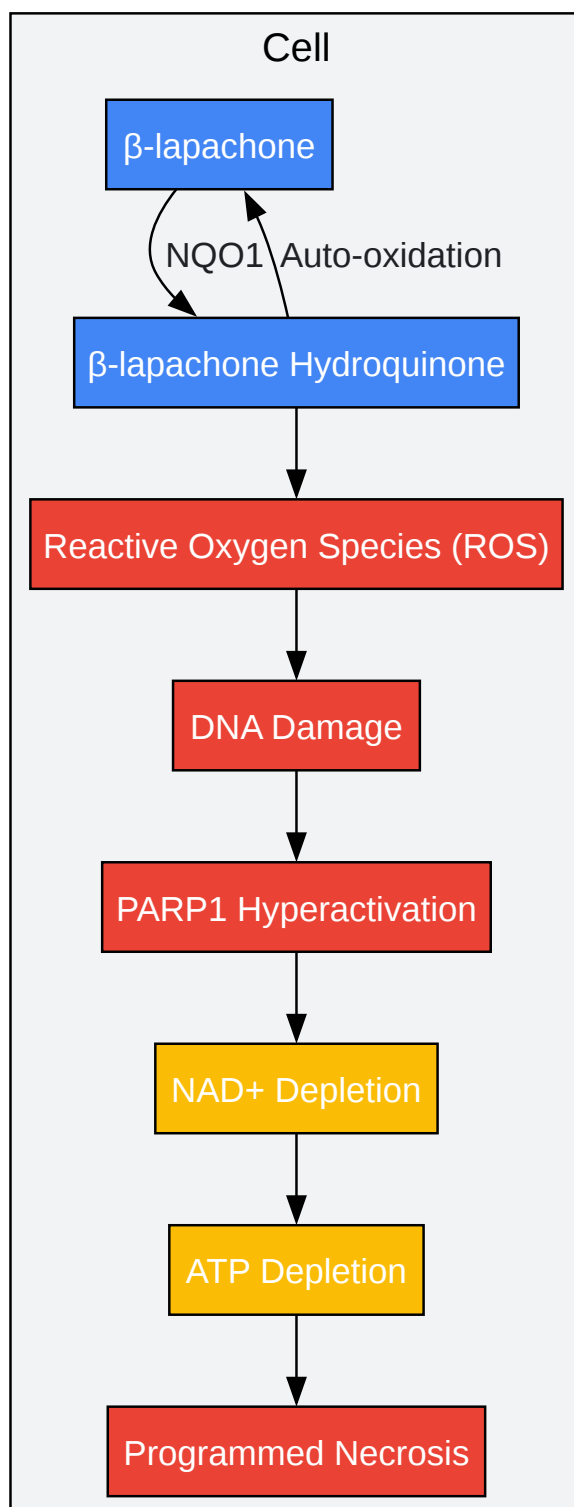 Cell
β-lapachone
NQO1
Auto-oxidation
β-lapachone Hydroquinone
Reactive Oxygen Species (ROS)
DNA Damage
PARP1 Hyperactivation
NAD+ Depletion
ATP Depletion
Programmed Necrosis